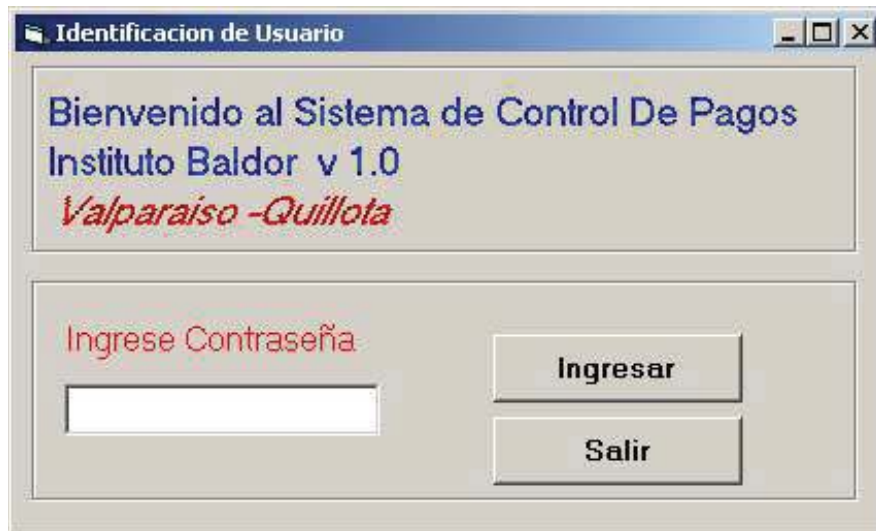 Identificacion de Usuario
Bienvenido al Sistema de Control De Pagos
Instituto Baldor v 1.0
Valparaiso -Quillota
Ingrese Contraseña
Ingresar
Salir